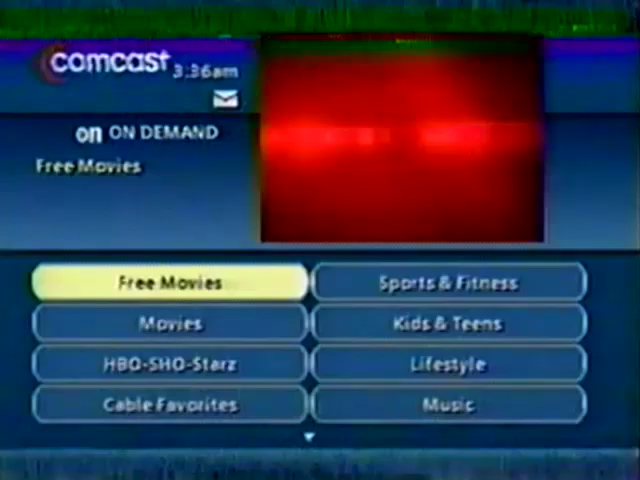 comcast
3:36am
on ON DEMAND
Free Movies
Free Movies
Sports & Fitness
Movies
Kids & Teens
HBO-SHO-Starz
Lifestyle
Cable Favorites
Music